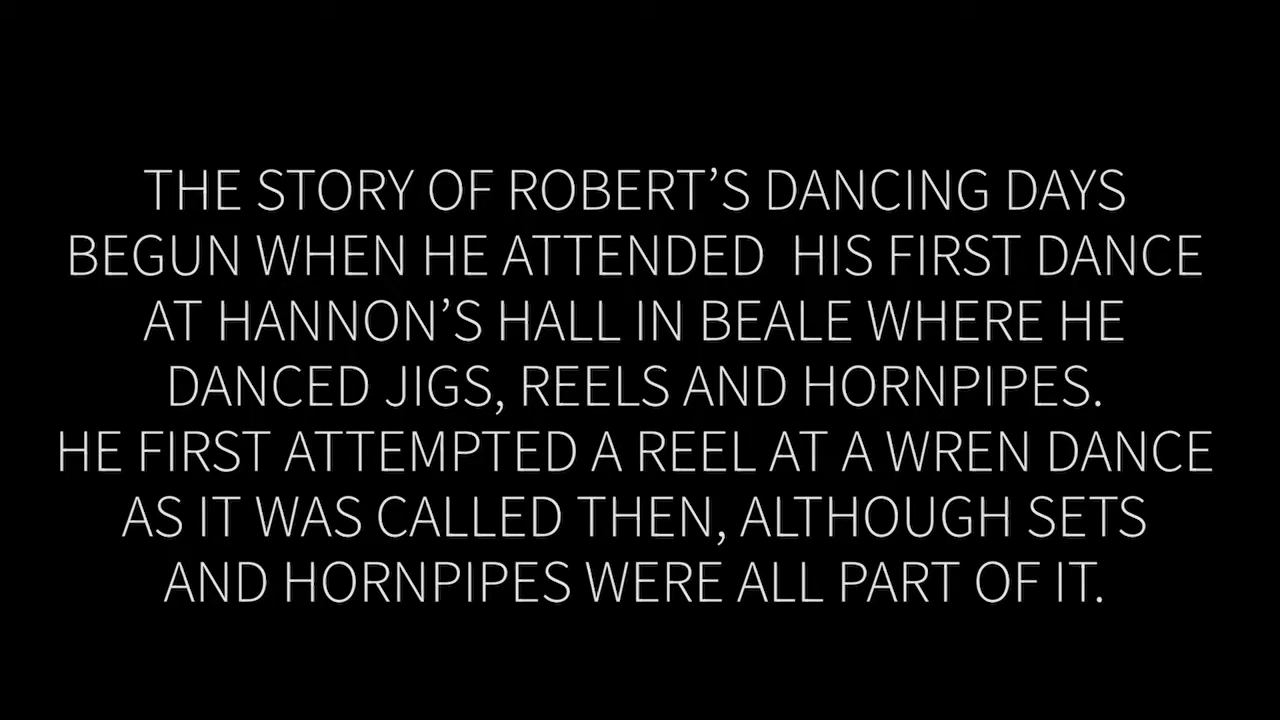 THE STORY OF ROBERT’S DANCING DAYS
BEGUN WHEN HE ATTENDED  HIS FIRST DANCE
AT HANNON’S HALL IN BEALE WHERE HE
DANCED JIGS, REELS AND HORNPIPES.
HE FIRST ATTEMPTED A REEL AT A WREN DANCE
AS IT WAS CALLED THEN, ALTHOUGH SETS
AND HORNPIPES WERE ALL PART OF IT.